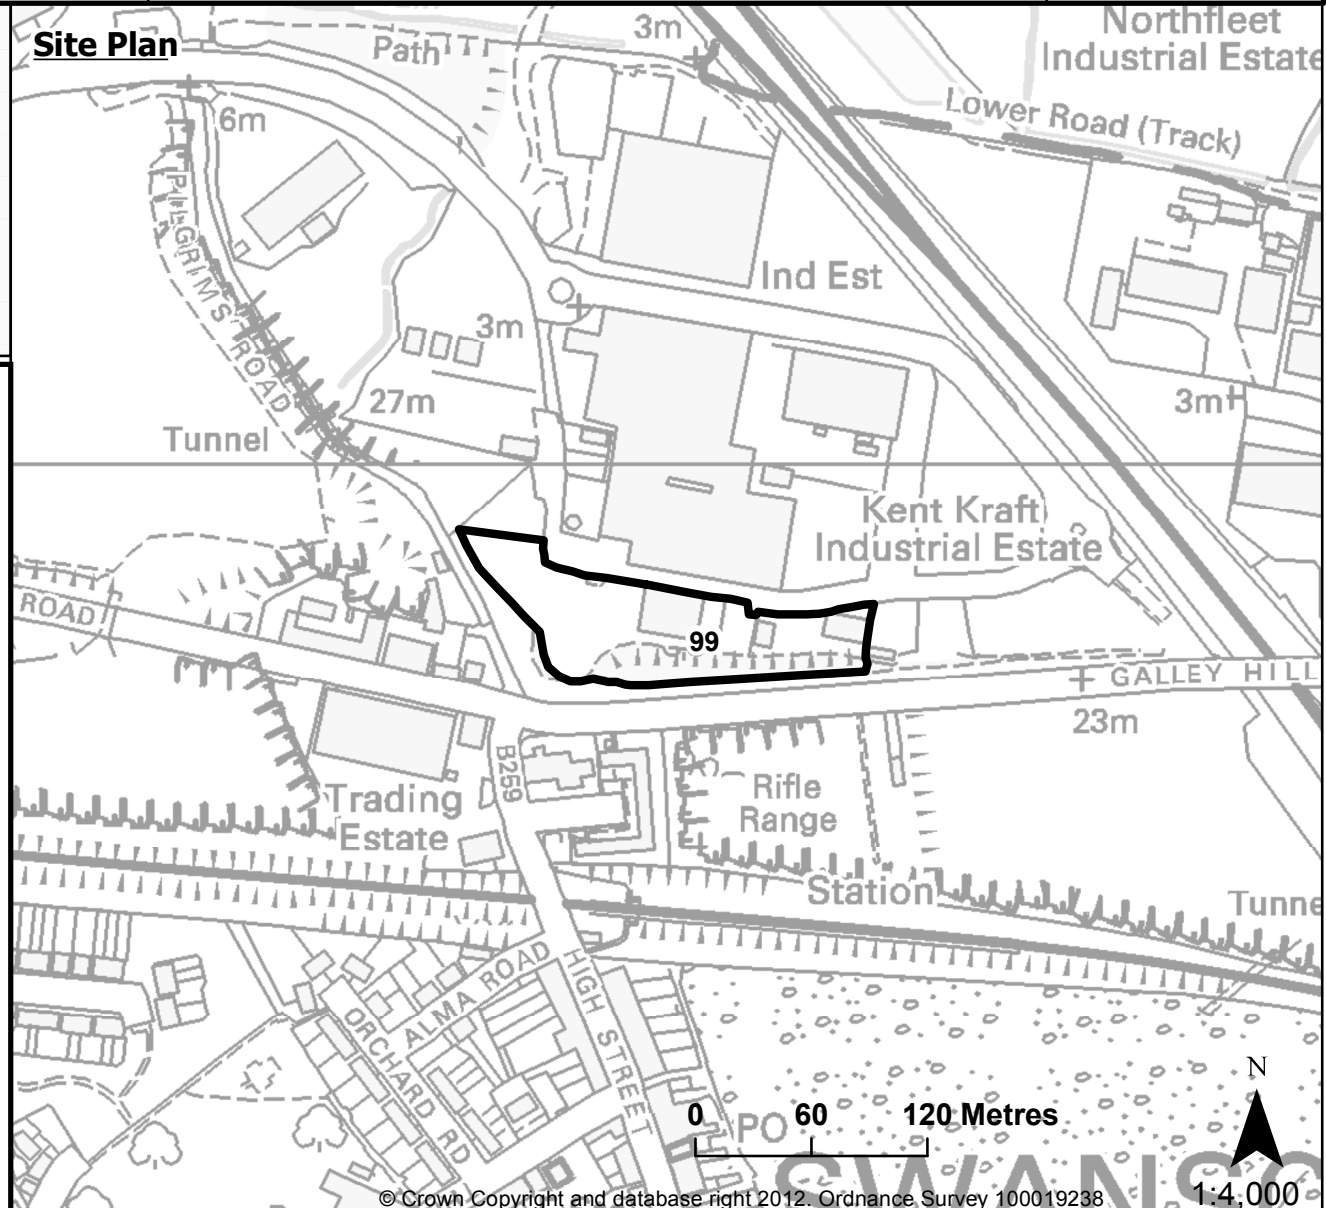 Site Plan
Path
3m
Northfleet
Industrial Estate
Lower Road (Track)
6m
PILGRIMS ROAD
Ind Est
3m
27m
3m
Tunnel
Kent Kraft
Industrial Estate
ROAD
99
GALLEY HILL
23m
B259
Rifle
Range
Trading
Estate
Station
Tunne
ALMA ROAD
HIGH STREET
ORCHARD RD
N
0 60 120 Metres
PO
SWANSC
1:4,000
© Crown Copyright and database right 2012. Ordnance Survey 100019238